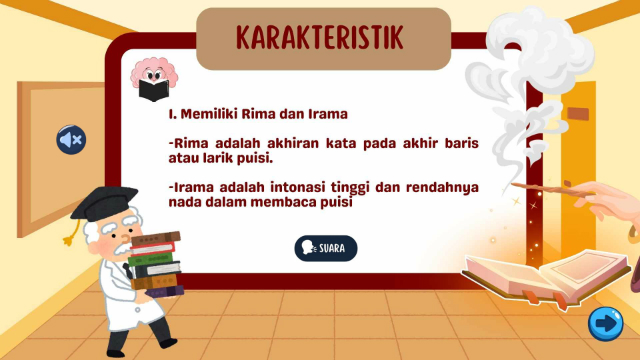 KARAKTERISTIK
1. Memiliki Rima dan Irama
-Rima adalah akhiran kata pada akhir baris
atau larik puisi.
-Irama adalah intonasi tinggi dan rendahnya
nada dalam membaca puisi
SUARA